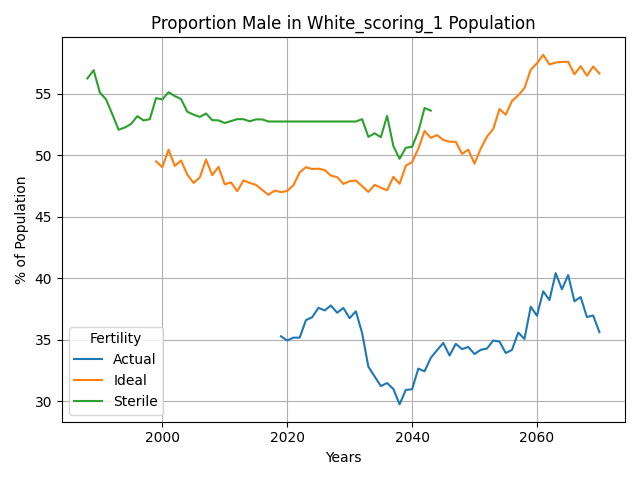 Proportion Male in White_scoring_1 Population
% of Population
55
50
45
40
35
30
Fertility
Actual
Ideal
Sterile
2000 2020 2040 2060
Years